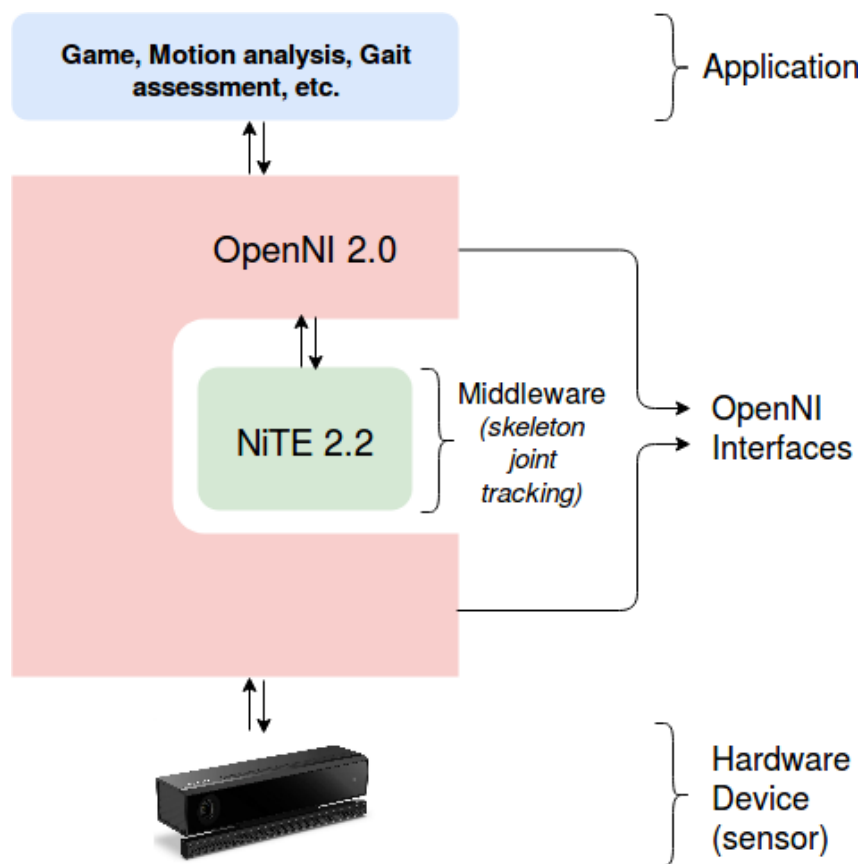 Game, Motion analysis, Gait
assessment, etc.
Application
OpenNI 2.0
NiTE 2.2
Middleware
(skeleton
joint
tracking)
OpenNI
Interfaces
Hardware
Device
(sensor)